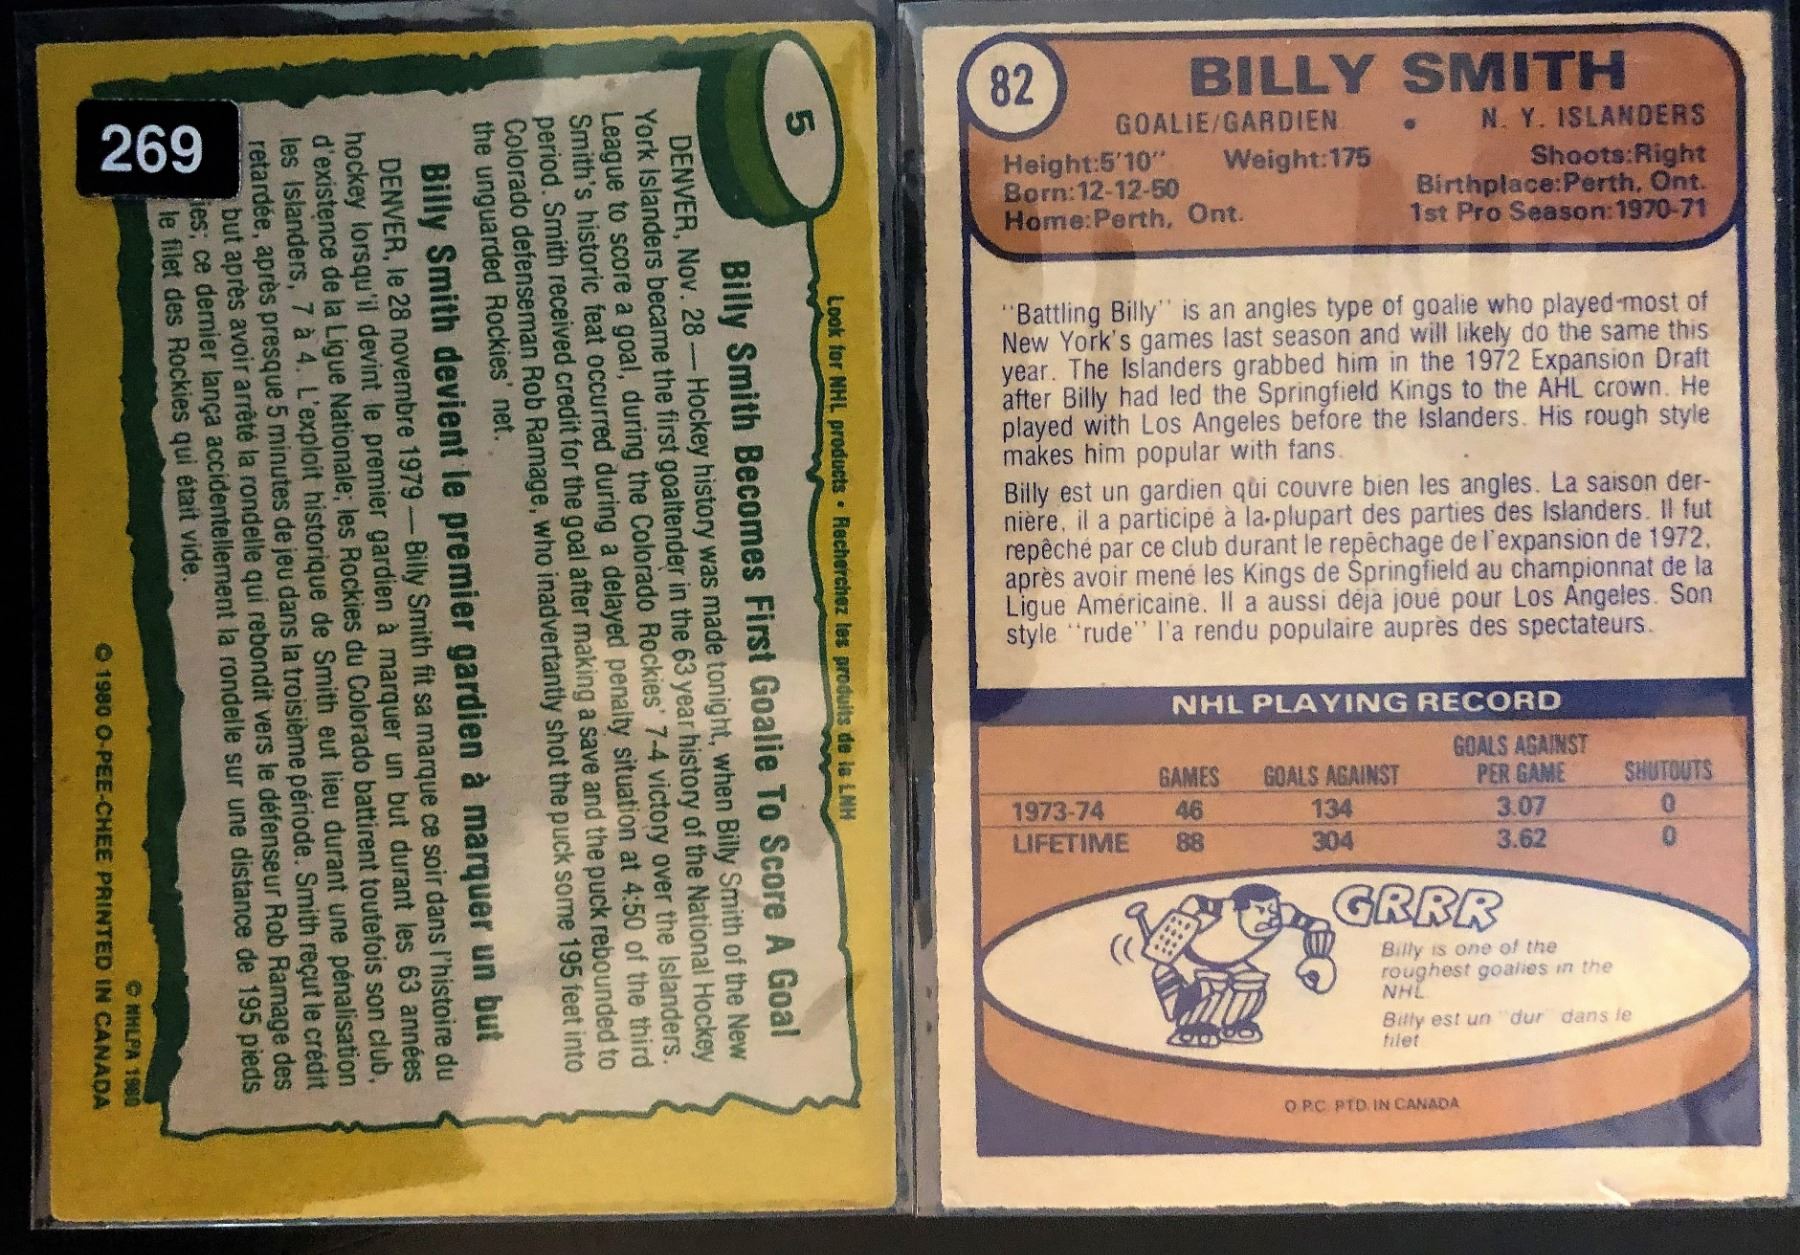 269
5
Look for NHL products • Recherchez les produits de la LNH
Billy Smith Becomes First Goalie To Score A Goal
DENVER, Nov. 28 — Hockey history was made tonight, when Billy Smith of the New
York Islanders became the first goaltender in the 63 year history of the National Hockey
League to score a goal, during the Colorado Rockies' 7-4 victory over the Islanders.
Smith's historic feat occurred during a delayed penalty situation at 4:50 of the third
period. Smith received credit for the goal after making a save and the puck rebounded to
Colorado defenseman Rob Ramage, who inadvertantly shot the puck some 195 feet into
the unguarded Rockies' net.
Billy Smith devient le premier gardien à marquer un but
DENVER, le 28 novembre 1979 — Billy Smith fit sa marque ce soir dans l'histoire du
hockey lorsqu'il devint le premier gardien à marquer un but durant les 63 années
d'existence de la Ligue Nationale; les Rockies du Colorado battirent toutefois son club,
les Islanders, 7 à 4. L'exploit historique de Smith eut lieu durant une pénalisation
retardée, après presque 5 minutes de jeu dans la troisième période. Smith reçut le crédit
but après avoir arrêté la rondelle qui rebondit vers le défenseur Rob Ramage des
ies; ce dernier lança accidentellement la rondelle sur une distance de 195 pieds
le filet des Rockies qui était vide.
© NHLPA 1980
© 1980 O-PEE-CHEE PRINTED IN CANADA
82
BILLY SMITH
GOALIE/GARDIEN • N. Y. ISLANDERS
Height:5'10" Weight:175 Shoots:Right
Born:12-12-50 Birthplace:Perth, Ont.
Home:Perth, Ont. 1st Pro Season:1970-71
"Battling Billy" is an angles type of goalie who played most of
New York's games last season and will likely do the same this
year. The Islanders grabbed him in the 1972 Expansion Draft
after Billy had led the Springfield Kings to the AHL crown. He
played with Los Angeles before the Islanders. His rough style
makes him popular with fans.
Billy est un gardien qui couvre bien les angles. La saison der-
nière, il a participé à la plupart des parties des Islanders. Il fut
repêché par ce club durant le repêchage de l'expansion de 1972,
après avoir mené les Kings de Springfield au championnat de la
Ligue Américaine. Il a aussi déjà joué pour Los Angeles. Son
style "rude" l'a rendu populaire auprès des spectateurs.
NHL PLAYING RECORD
GAMES GOALS AGAINST GOALS AGAINST PER GAME SHUTOUTS
1973-74 46 134 3.07 0
LIFETIME 88 304 3.62 0
GRRR
Billy is one of the
roughest goalies in the
NHL.
Billy est un "dur" dans le
filet
O.P.C. PTD. IN CANADA